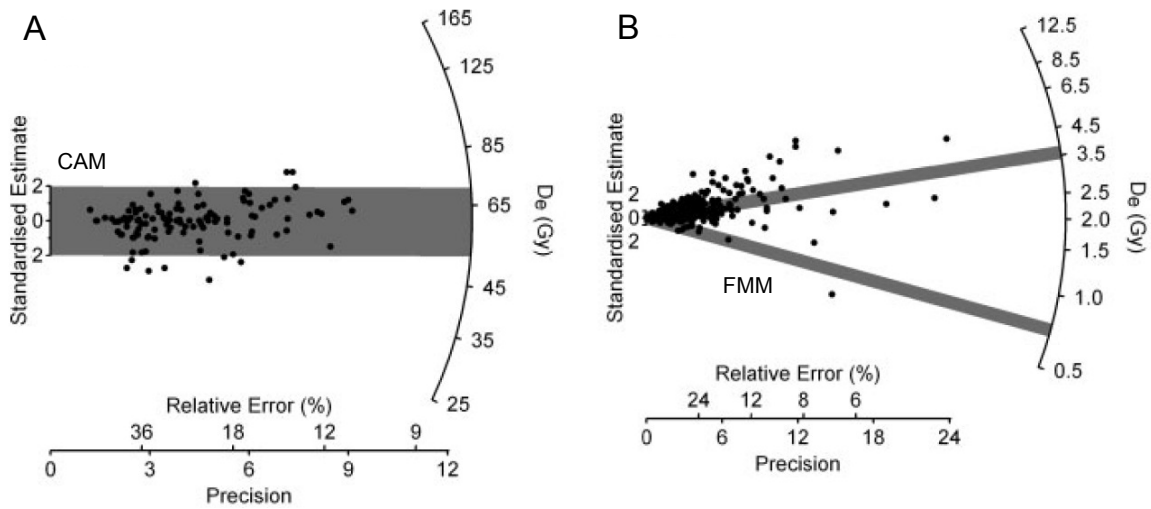 A
CAM
Standardised Estimate
2
0
2
165
125
85
65
45
35
25
De (Gy)
Relative Error (%)
36 18 12 9
0 3 6 9 12
Precision
B
FMM
Standardised Estimate
2
0
2
12.5
8.5
6.5
4.5
3.5
2.5
2.0
1.5
1.0
0.5
De (Gy)
Relative Error (%)
24 12 8 6
0 6 12 18 24
Precision